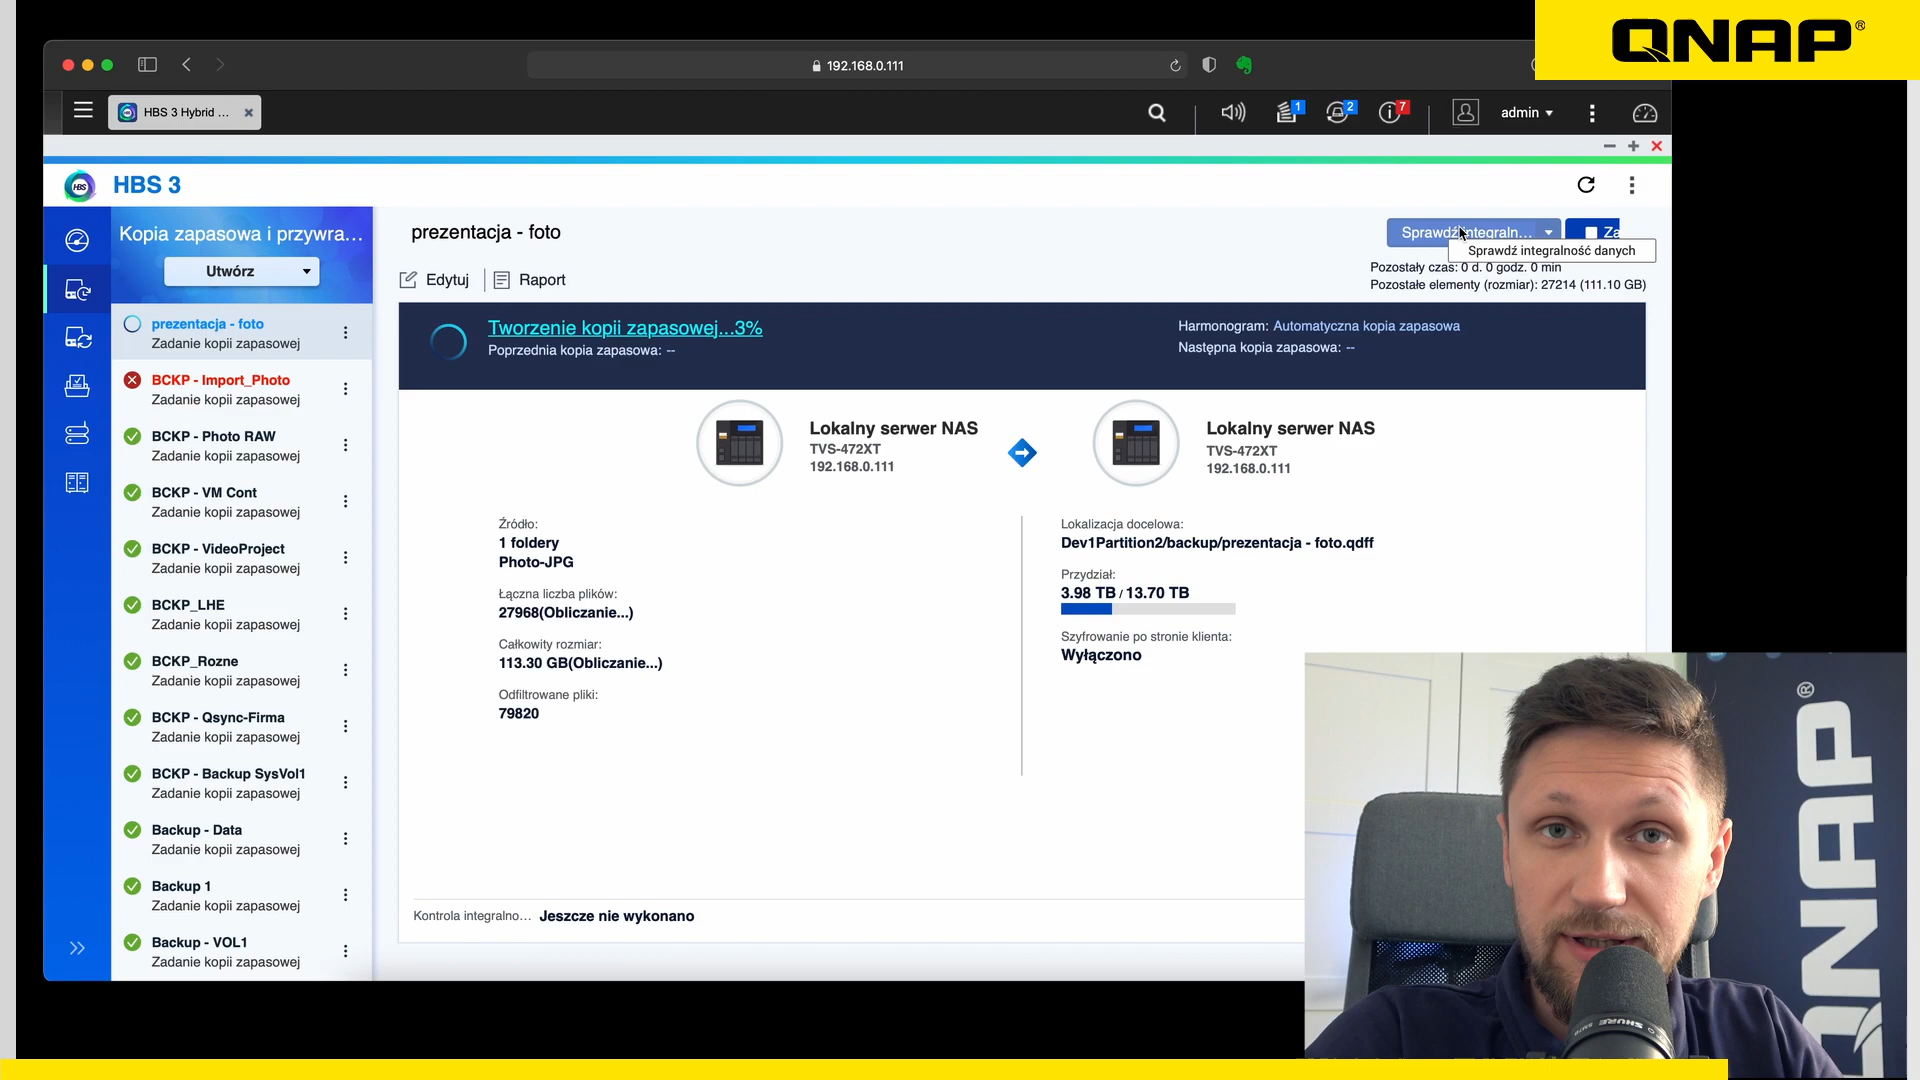 QNAP®
192.168.0.111
HBS 3 Hybrid ...
1
2
7
admin
HBS
HBS 3
Kopia zapasowa i przywra...
Utwórz
prezentacja - foto
Zadanie kopii zapasowej
BCKP - Import_Photo
Zadanie kopii zapasowej
BCKP - Photo RAW
Zadanie kopii zapasowej
BCKP - VM Cont
Zadanie kopii zapasowej
BCKP - VideoProject
Zadanie kopii zapasowej
BCKP_LHE
Zadanie kopii zapasowej
BCKP_Rozne
Zadanie kopii zapasowej
BCKP - Qsync-Firma
Zadanie kopii zapasowej
BCKP - Backup SysVol1
Zadanie kopii zapasowej
Backup - Data
Zadanie kopii zapasowej
Backup 1
Zadanie kopii zapasowej
Backup - VOL1
Zadanie kopii zapasowej
prezentacja - foto
Sprawdź integraln...
Za
Sprawdź integralność danych
Edytuj
Raport
Pozostały czas: 0 d. 0 godz. 0 min
Pozostałe elementy (rozmiar): 27214 (111.10 GB)
Tworzenie kopii zapasowej...3%
Poprzednia kopia zapasowa: --
Harmonogram: Automatyczna kopia zapasowa
Następna kopia zapasowa: --
Lokalny serwer NAS
TVS-472XT
192.168.0.111
Lokalny serwer NAS
TVS-472XT
192.168.0.111
Źródło:
1 foldery
Photo-JPG
Łączna liczba plików:
27968(Obliczanie...)
Całkowity rozmiar:
113.30 GB(Obliczanie...)
Odfiltrowane pliki:
79820
Lokalizacja docelowa:
Dev1Partition2/backup/prezentacja - foto.qdff
Przydział:
3.98 TB / 13.70 TB
Szyfrowanie po stronie klienta:
Wyłączono
Kontrola integralno... Jeszcze nie wykonano
QNAP®
SHURE